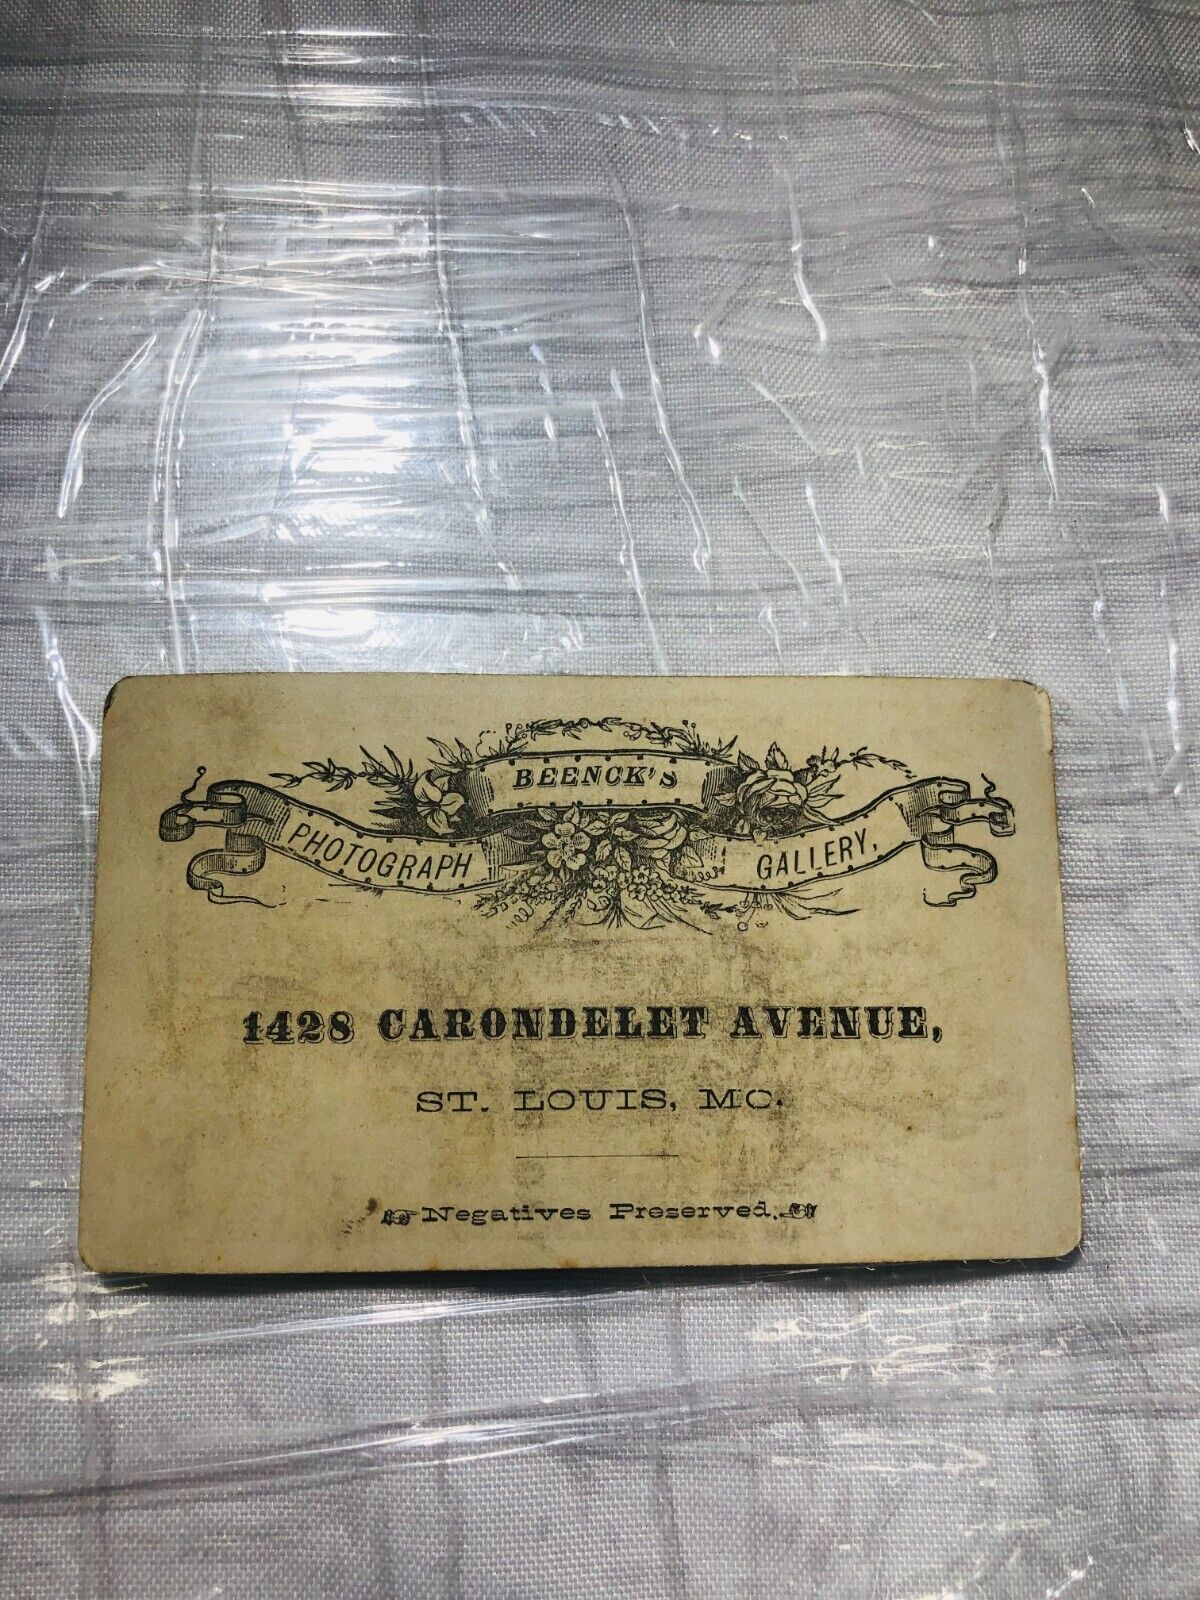 BEENCK'S
PHOTOGRAPH GALLERY,
1428 CARONDELET AVENUE,
ST. LOUIS, MO.
Negatives Preserved.